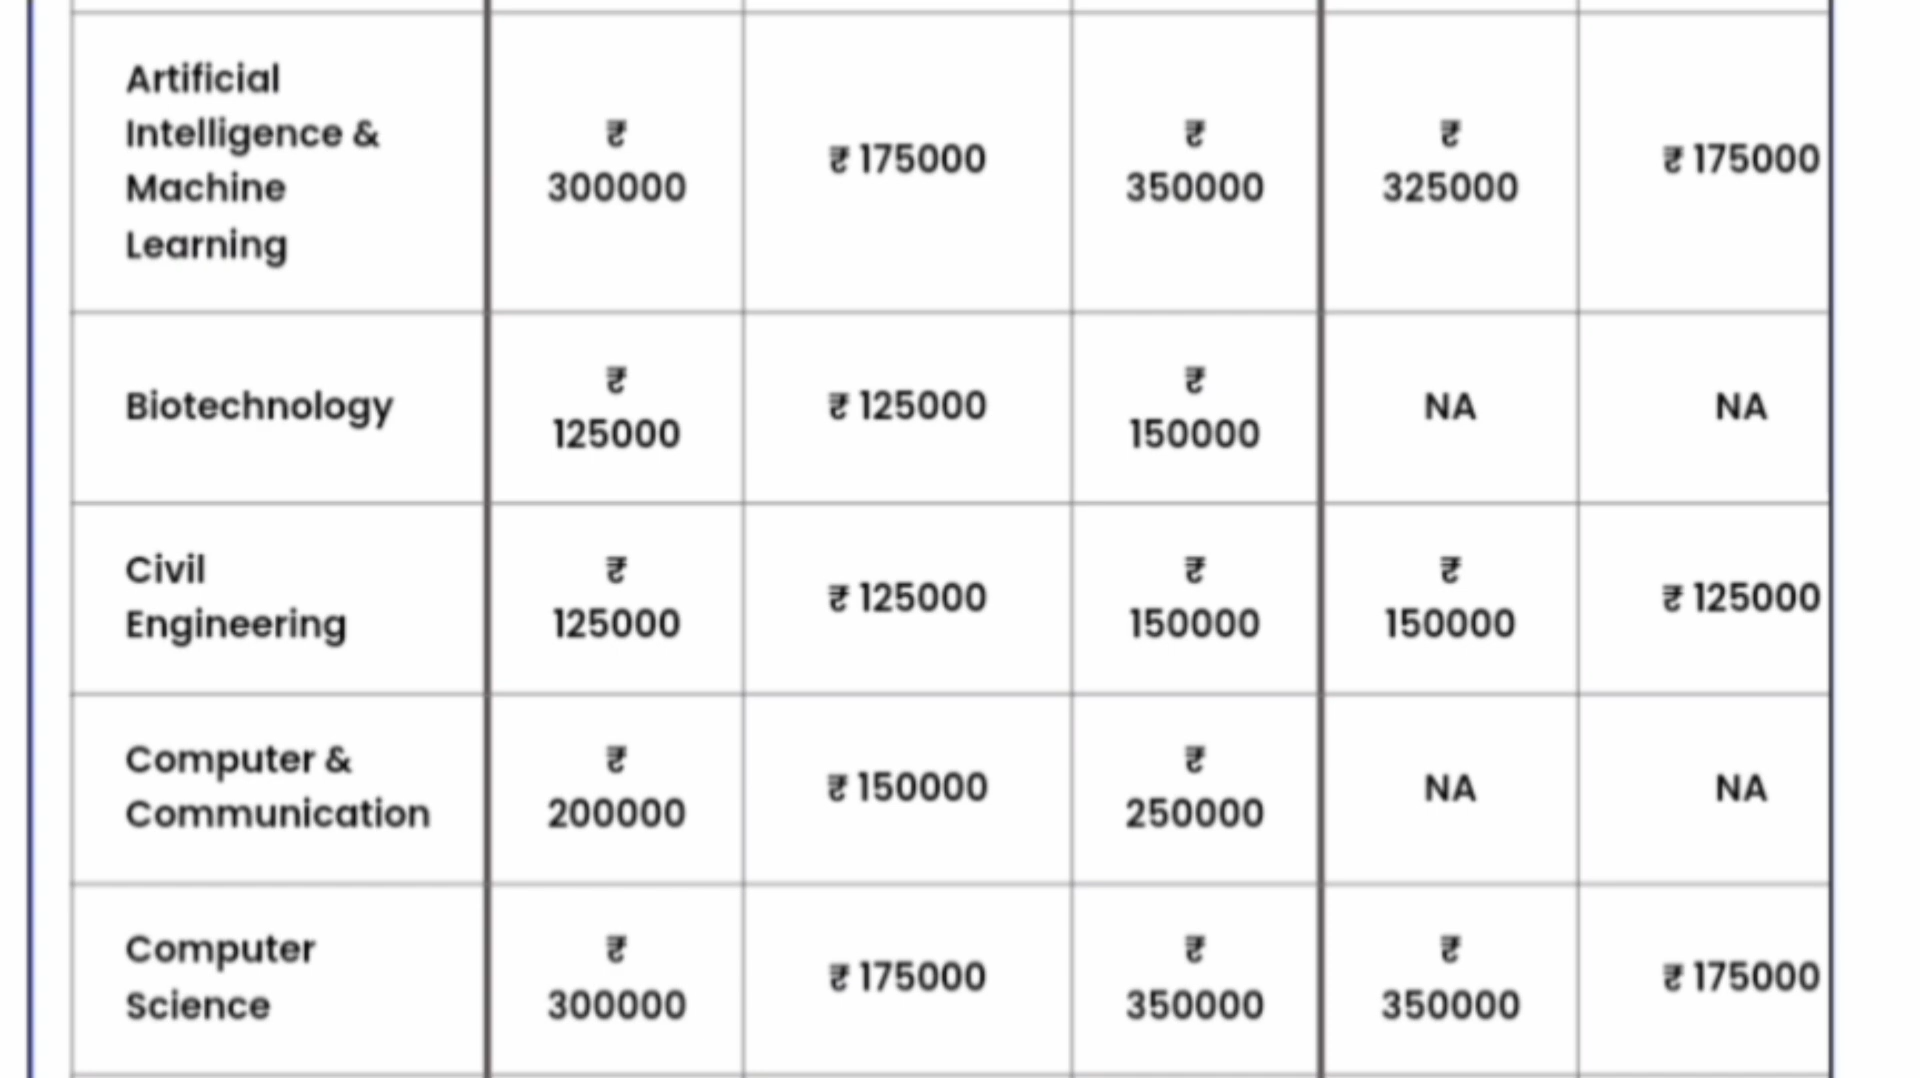 Artificial
Intelligence &
Machine
Learning
₹
300000
₹ 175000
₹
350000
₹
325000
₹ 175000
Biotechnology
₹
125000
₹ 125000
₹
150000
NA
NA
Civil
Engineering
₹
125000
₹ 125000
₹
150000
₹
150000
₹ 125000
Computer &
Communication
₹
200000
₹ 150000
₹
250000
NA
NA
Computer
Science
₹
300000
₹ 175000
₹
350000
₹
350000
₹ 175000